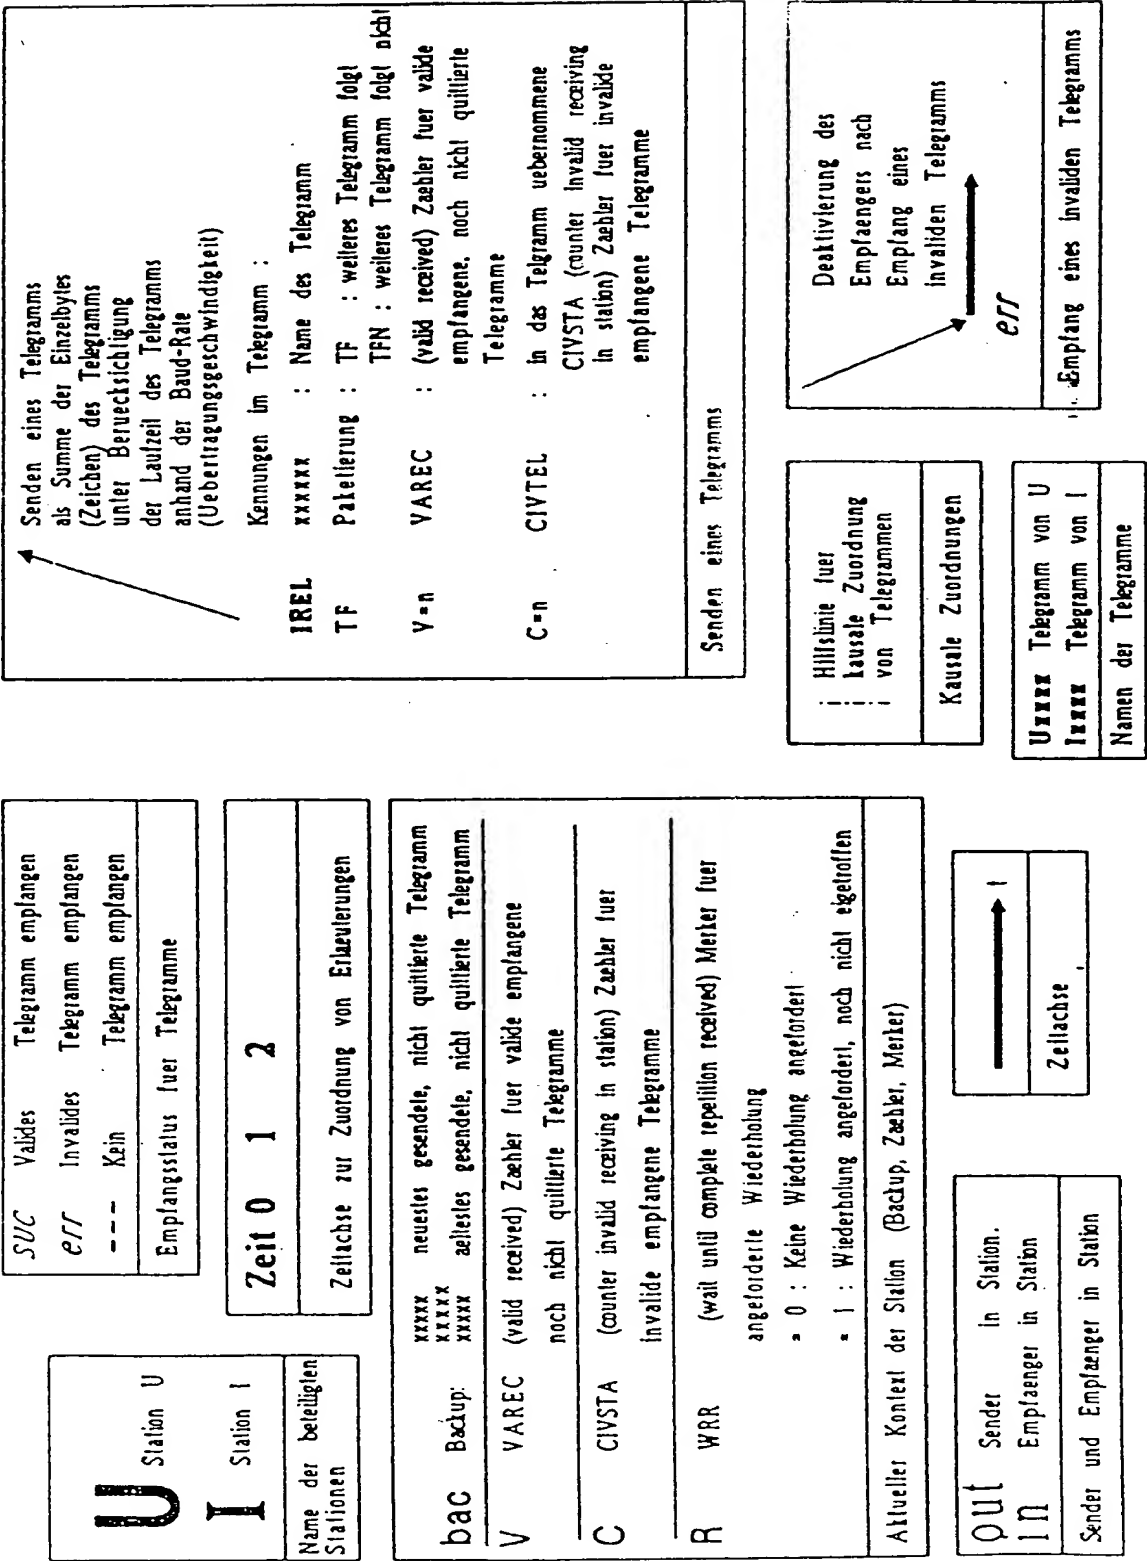 U Station U
I Station I
Name der beteiligten
Stationen
suc Valides Telegramm empfangen
err Invalides Telegramm empfangen
--- Kein Telegramm empfangen
Empfangsstatus fuer Telegramme
Zeit 0 1 2
Zeitachse zur Zuordnung von Erlaeuterungen
bac Backup: xxxxx neuestes gesendete, nicht quittierte Telegramm
xxxxx
xxxxx aeltestes gesendete, nicht quittierte Telegramm
V VAREC (valid received) Zaehler fuer valide empfangene
noch nicht quittierte Telegramme
C CIVSTA (counter invalid receiving in station) Zaehler fuer
invalide empfangene Telegramme
R WRR (wait until complete repetition received) Merker fuer
angeforderte Wiederholung
= 0 : Keine Wiederholung angefordert
= 1 : Wiederholung angefordert, noch nicht eigetroffen
Aktueller Kontext der Station (Backup, Zaehler, Merker)
out Sender in Station.
in Empfaenger in Station
Sender und Empfaenger in Station
t
Zeitachse
Senden eines Telegramms
als Summe der Einzelbytes
(Zeichen) des Telegramms
unter Beruecksichtigung
der Laufzeit des Telegramms
anhand der Baud-Rate
(Uebertragungsgeschwindigkeit)
Kennungen im Telegramm :
IREL xxxxxx : Name des Telegramm
TF Paketierung : TF : weiteres Telegramm folgt
TFN : weiteres Telegramm folgt nicht
V=n VAREC : (valid received) Zaehler fuer valide
empfangene, noch nicht quittierte
Telegramme
C=n CIVTEL : in das Telgramm uebernommene
CIVSTA (counter invalid receiving
in station) Zaehler fuer invalide
empfangene Telegramme
Senden eines Telegramms
Hilfslinie fuer
kausale Zuordnung
von Telegrammen
Kausale Zuordnungen
Uxxxx Telegramm von U
Ixxxx Telegramm von I
Namen der Telegramme
Deaktivierung des
Empfaengers nach
Empfang eines
invaliden Telegramms
err
Empfang eines invaliden Telegramms